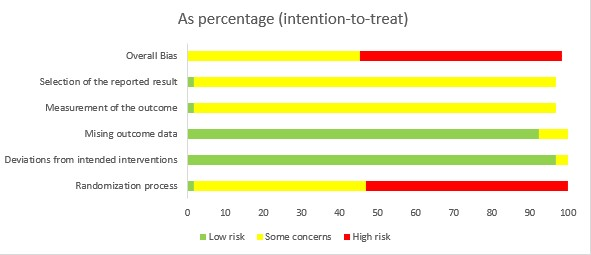 As percentage (intention-to-treat)
Overall Bias
Selection of the reported result
Measurement of the outcome
Mising outcome data
Deviations from intended interventions
Randomization process
0 10 20 30 40 50 60 70 80 90 100
Low risk Some concerns High risk